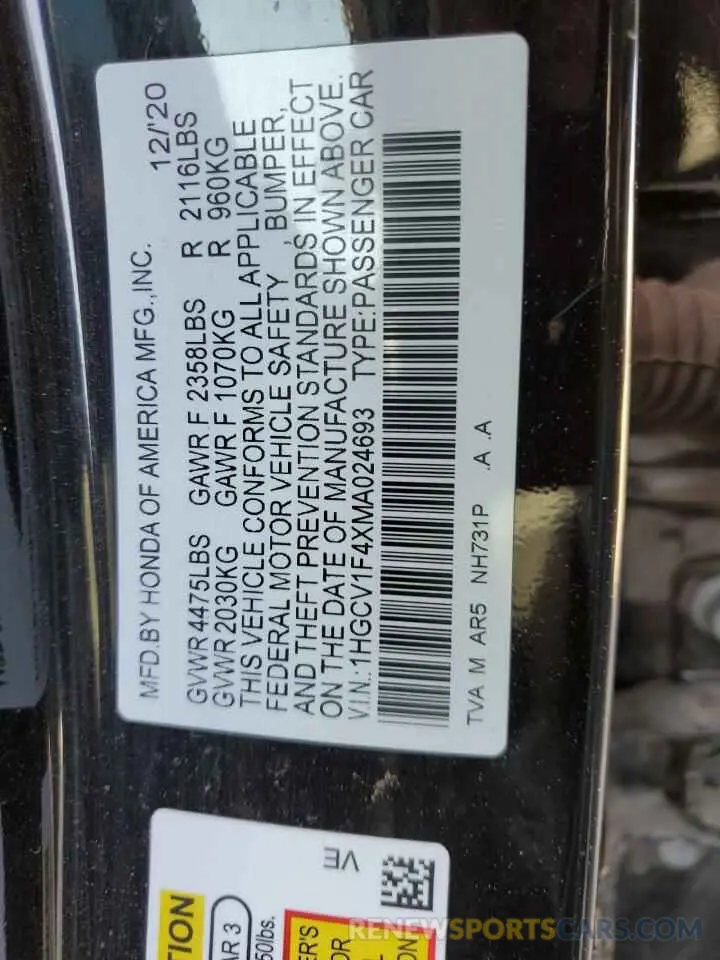 MFD.BY HONDA OF AMERICA MFG.,INC. 12/'20
GVWR 4475LBS GAWR F 2358LBS R 2116LBS
GVWR 2030KG GAWR F 1070KG R 960KG
THIS VEHICLE CONFORMS TO ALL APPLICABLE
FEDERAL MOTOR VEHICLE SAFETY , BUMPER,
AND THEFT PREVENTION STANDARDS IN EFFECT
ON THE DATE OF MANUFACTURE SHOWN ABOVE.
V.I.N.:1HGCV1F4XMA024693 TYPE:PASSENGER CAR
TVA M AR5 NH731P .A .A
VE
RENEWSPORTSCARS.COM